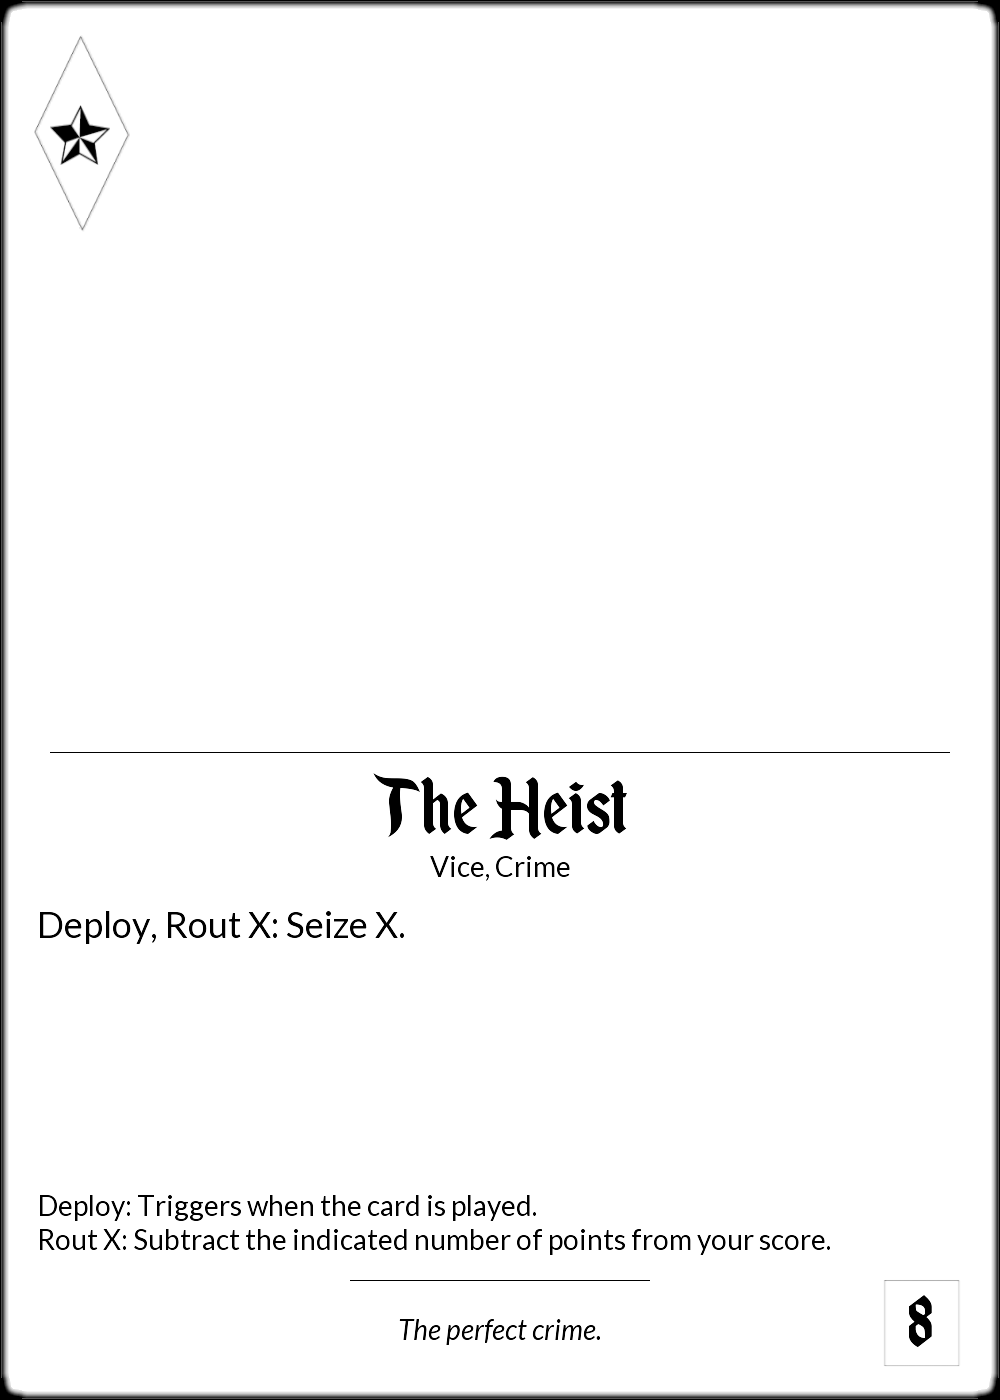 The Heist
Vice, Crime
Deploy, Rout X: Seize X.
Deploy: Triggers when the card is played.
Rout X: Subtract the indicated number of points from your score.
The perfect crime.
8